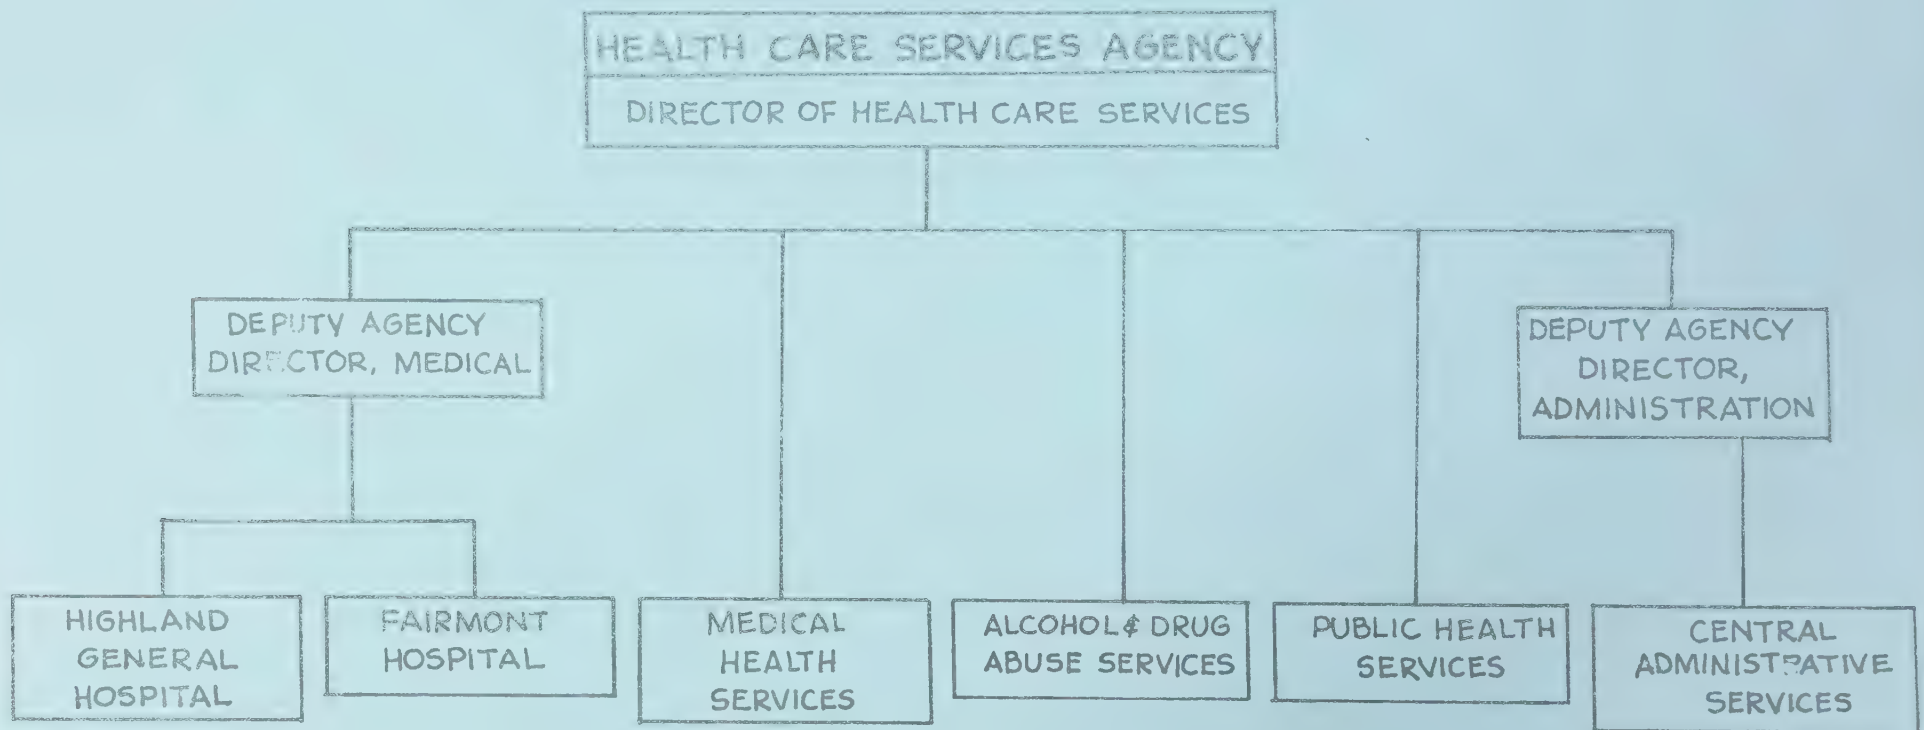 HEALTH CARE SERVICES AGENCY
DIRECTOR OF HEALTH CARE SERVICES
DEPUTY AGENCY
DIRECTOR, MEDICAL
DEPUTY AGENCY
DIRECTOR,
ADMINISTRATION
HIGHLAND
GENERAL
HOSPITAL
FAIRMONT
HOSPITAL
MEDICAL
HEALTH
SERVICES
ALCOHOL & DRUG
ABUSE SERVICES
PUBLIC HEALTH
SERVICES
CENTRAL
ADMINISTRATIVE
SERVICES